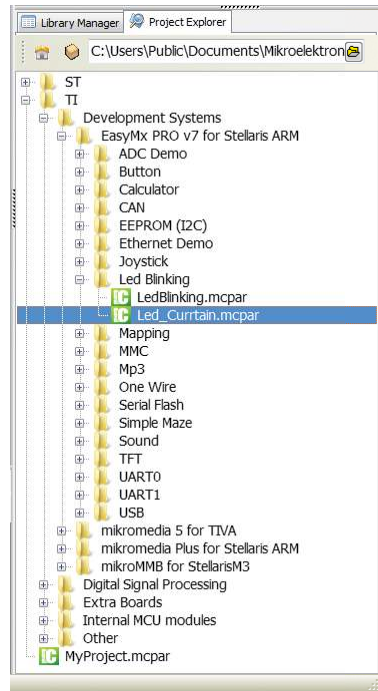 Library Manager Project Explorer
C:\Users\Public\Documents\Mikroelektron
ST
TI
Development Systems
EasyMx PRO v7 for Stellaris ARM
ADC Demo
Button
Calculator
CAN
EEPROM (I2C)
Ethernet Demo
Joystick
Led Blinking
LedBlinking.mcpar
Led_Currtain.mcpar
Mapping
MMC
Mp3
One Wire
Serial Flash
Simple Maze
Sound
TFT
UART0
UART1
USB
mikromedia 5 for TIVA
mikromedia Plus for Stellaris ARM
mikroMMB for StellarisM3
Digital Signal Processing
Extra Boards
Internal MCU modules
Other
MyProject.mcpar